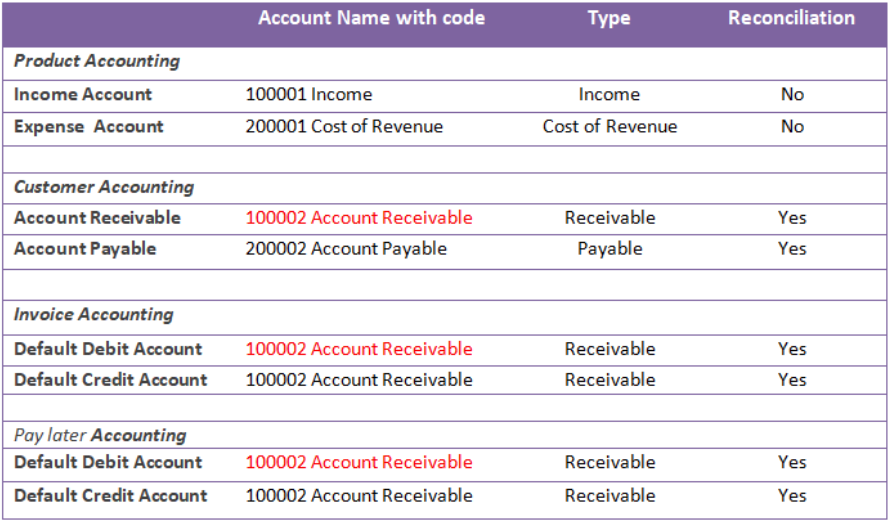 Account Name with code Type Reconciliation
Product Accounting
Income Account 100001 Income Income No
Expense Account 200001 Cost of Revenue Cost of Revenue No
Customer Accounting
Account Receivable 100002 Account Receivable Receivable Yes
Account Payable 200002 Account Payable Payable Yes
Invoice Accounting
Default Debit Account 100002 Account Receivable Receivable Yes
Default Credit Account 100002 Account Receivable Receivable Yes
Pay later Accounting
Default Debit Account 100002 Account Receivable Receivable Yes
Default Credit Account 100002 Account Receivable Receivable Yes